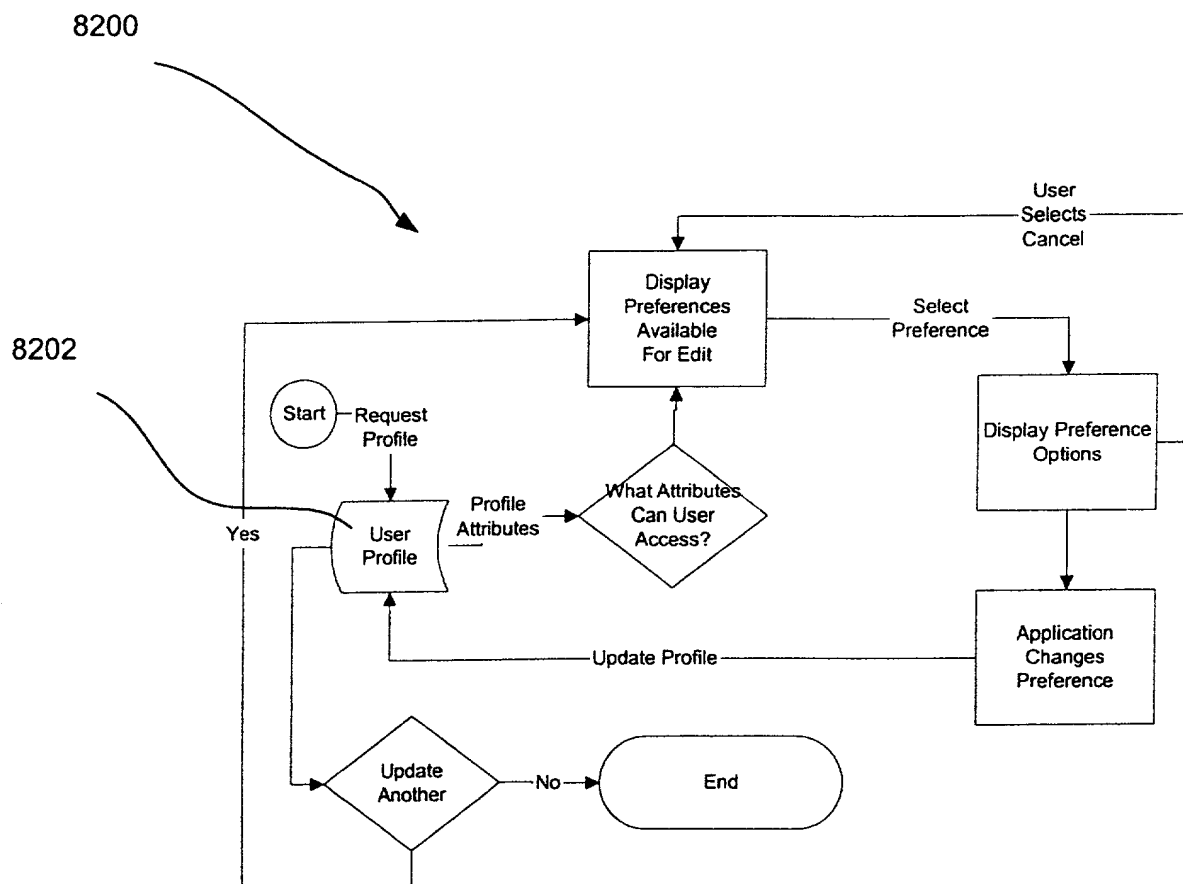 8200
User
Selects
Cancel
Display
Preferences
Available
For Edit
Select
Preference
8202
Start
Request
Profile
Display Preference
Options
Yes
User
Profile
Profile
Attributes
What Attributes
Can User
Access?
Update Profile
Application
Changes
Preference
Update
Another
No
End